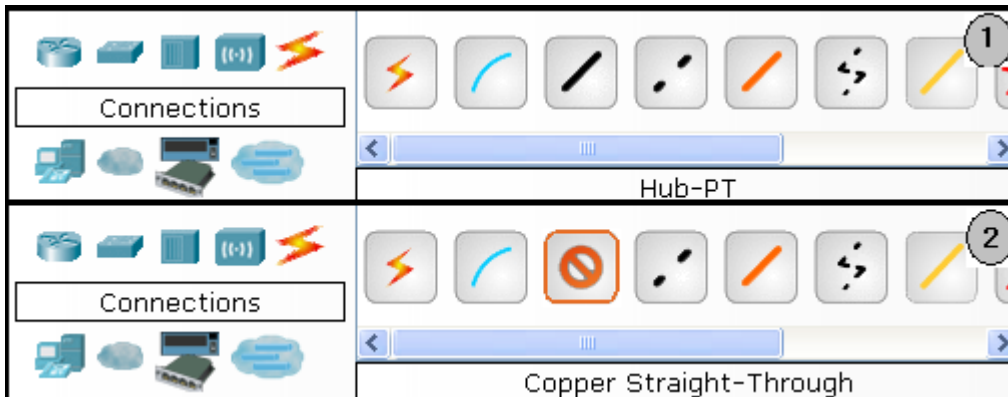 1
Connections
Hub-PT
2
Connections
Copper Straight-Through